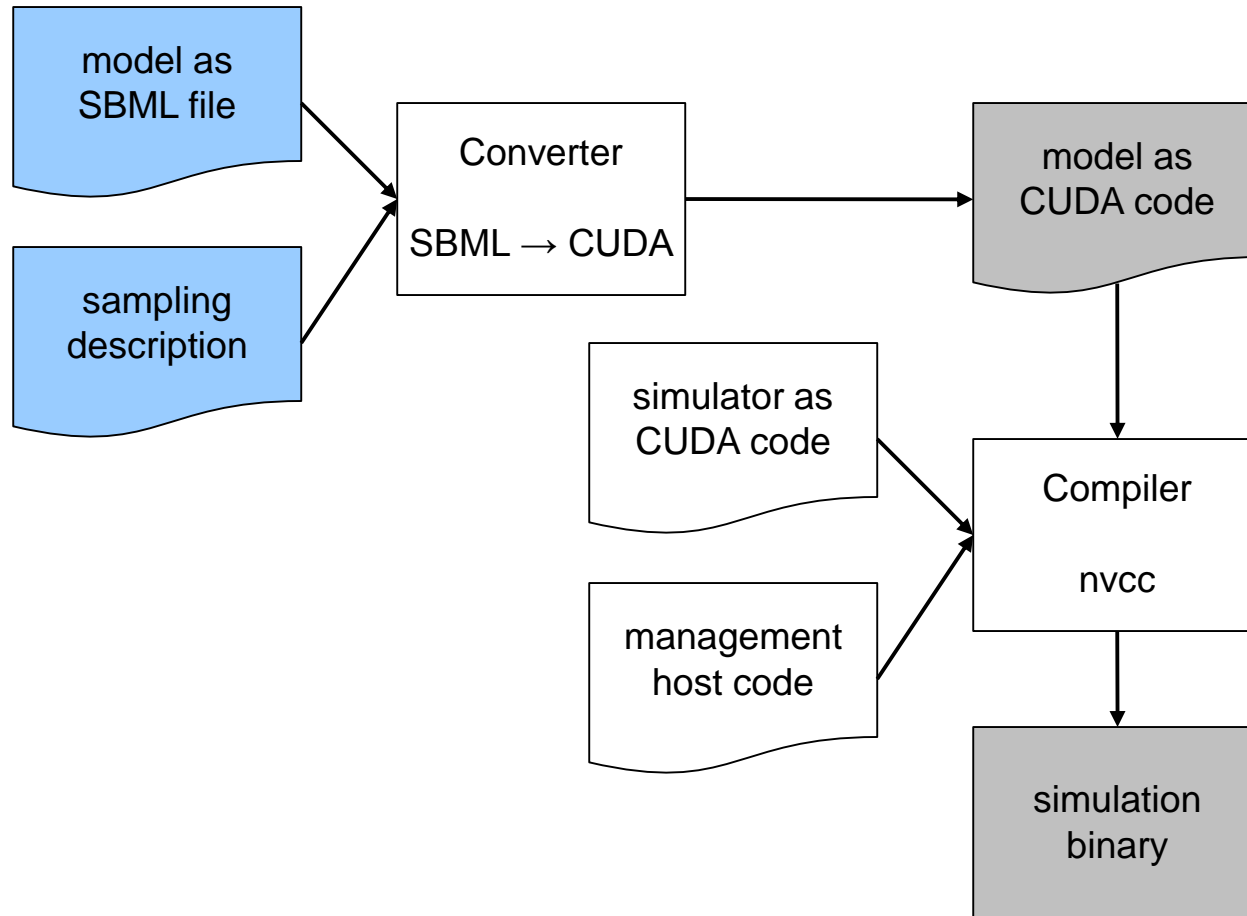 model as
SBML file
Converter
SBML → CUDA
model as
CUDA code
sampling
description
simulator as
CUDA code
Compiler
nvcc
management
host code
simulation
binary